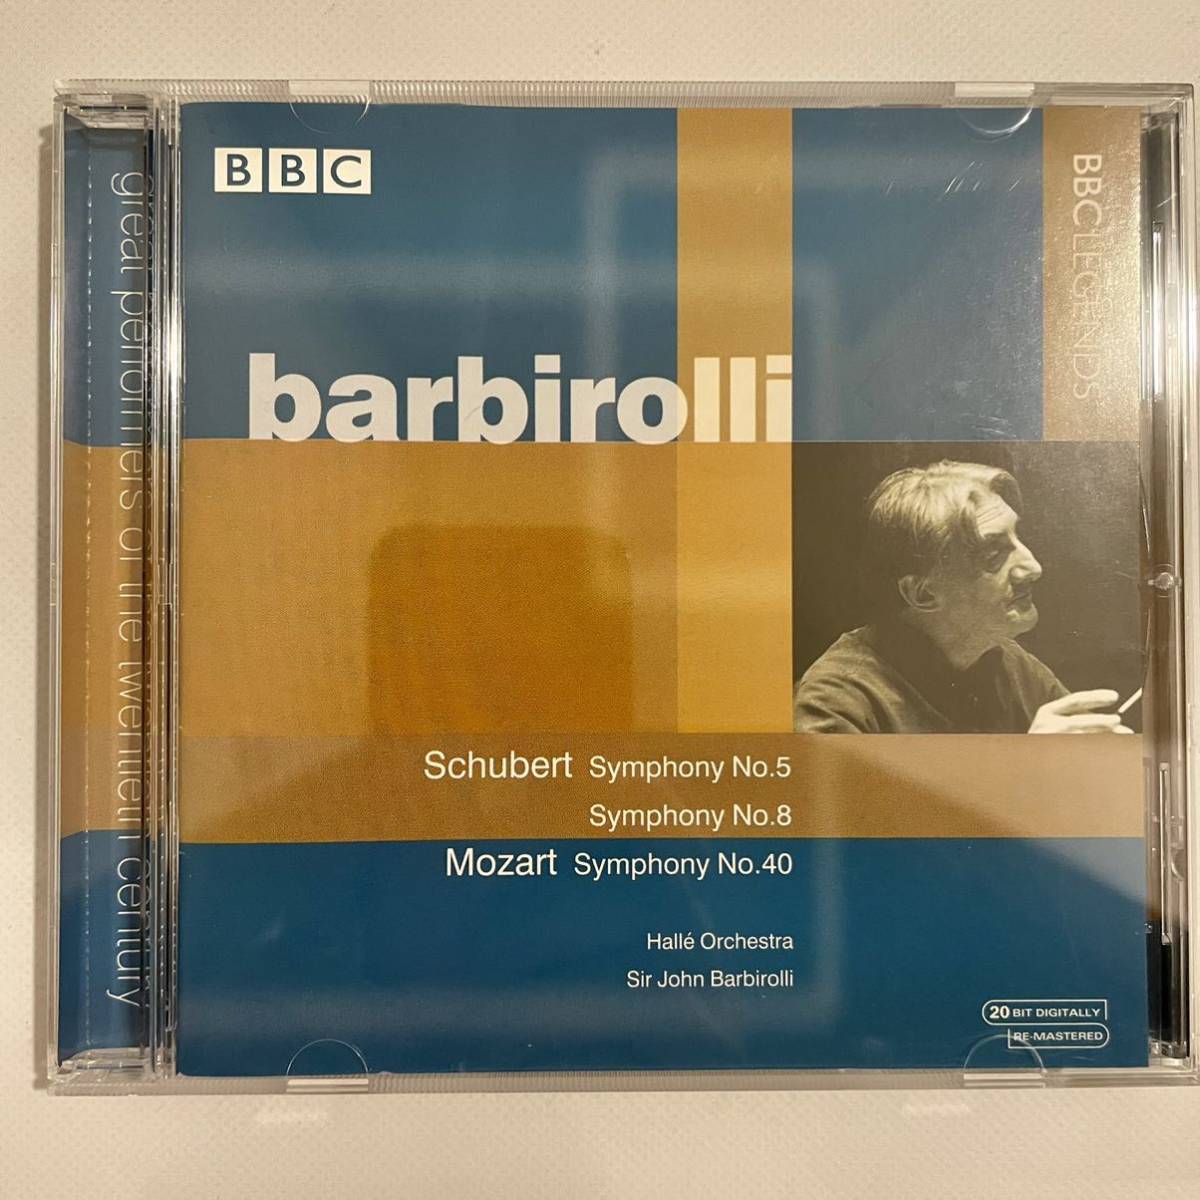 BBC
BBC LEGENDS
barbirolli
Schubert Symphony No.5
Symphony No.8
Mozart Symphony No.40
Hallé Orchestra
Sir John Barbirolli
20 BIT DIGITALLY
RE-MASTERED
great performers of the twentieth century